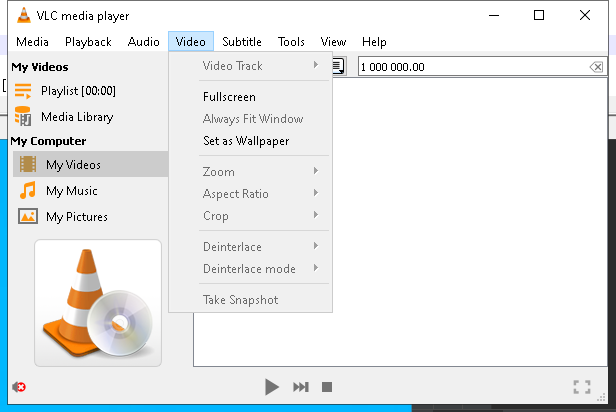 VLC media player
Media Playback Audio Video Subtitle Tools View Help
My Videos
Playlist [00:00]
Media Library
My Computer
My Videos
My Music
My Pictures
Video Track
Fullscreen
Always Fit Window
Set as Wallpaper
Zoom
Aspect Ratio
Crop
Deinterlace
Deinterlace mode
Take Snapshot
1 000 000.00